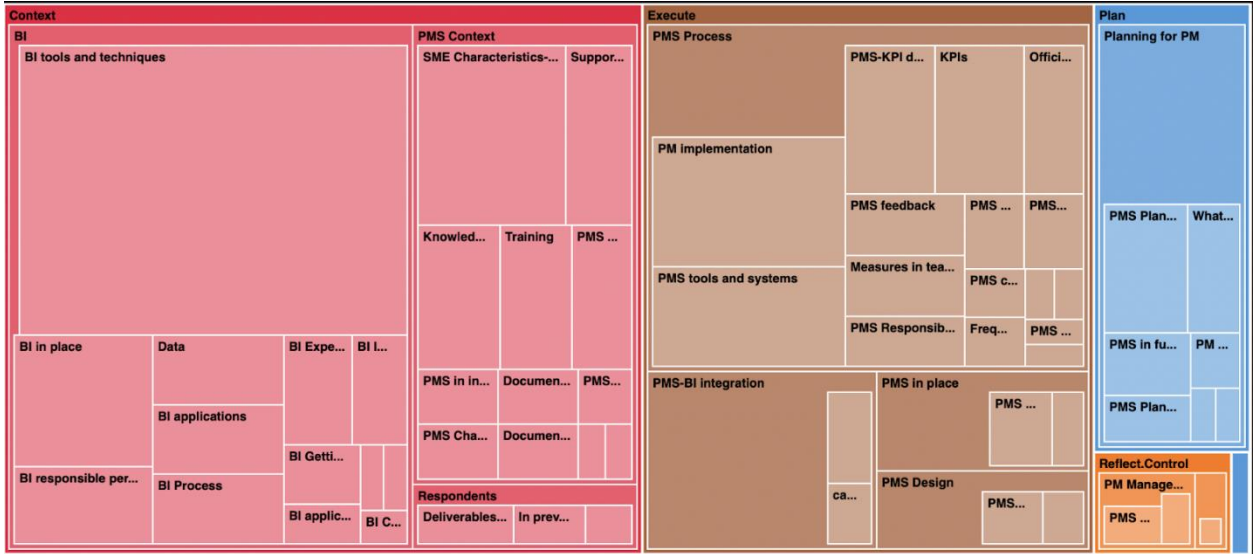 Context
BI
BI tools and techniques
BI in place
Data
BI Expe...
BI I...
BI applications
BI Getti...
BI responsible per...
BI Process
BI applic...
BI C...
PMS Context
SME Characteristics-...
Suppor...
Knowled...
Training
PMS ...
PMS in in...
Documen...
PMS...
PMS Cha...
Documen...
Respondents
Deliverables...
In prev...
Execute
PMS Process
PMS-KPI d...
KPIs
Offici...
PM implementation
PMS feedback
PMS ...
PMS...
Measures in tea...
PMS tools and systems
PMS c...
PMS Responsib...
Freq...
PMS ...
PMS-BI integration
ca...
PMS in place
PMS ...
PMS Design
PMS...
Plan
Planning for PM
PMS Plan...
What...
PMS in fu...
PM ...
PMS Plan...
Reflect.Control
PM Manage...
PMS ...